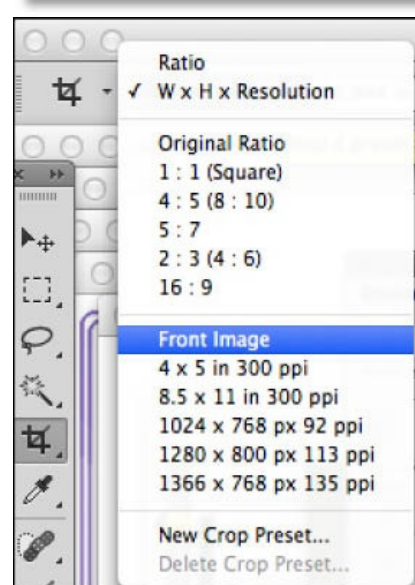 Ratio
✓ W x H x Resolution
Original Ratio
1 : 1 (Square)
4 : 5 (8 : 10)
5 : 7
2 : 3 (4 : 6)
16 : 9
Front Image
4 x 5 in 300 ppi
8.5 x 11 in 300 ppi
1024 x 768 px 92 ppi
1280 x 800 px 113 ppi
1366 x 768 px 135 ppi
New Crop Preset...
Delete Crop Preset...